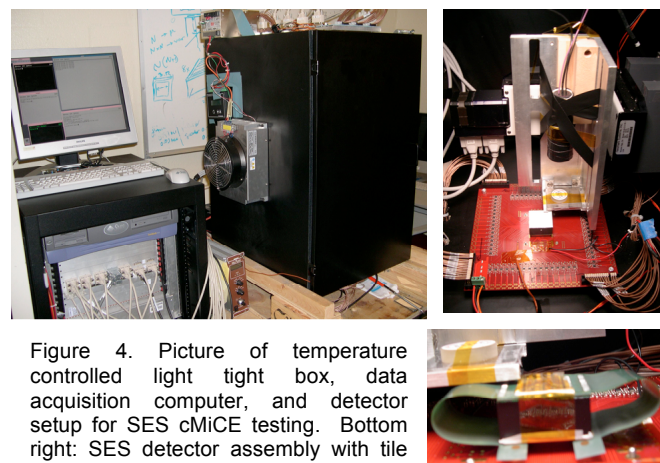 Figure 4. Picture of temperature
controlled light tight box, data
acquisition computer, and detector
setup for SES cMiCE testing. Bottom
right: SES detector assembly with tile